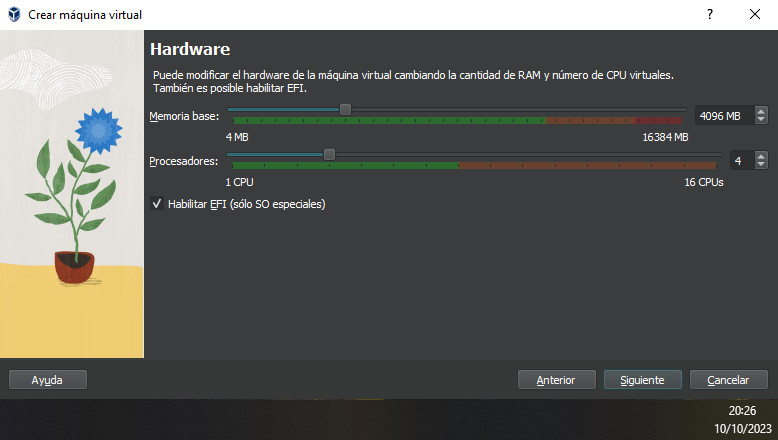 Crear máquina virtual
?
Hardware
Puede modificar el hardware de la máquina virtual cambiando la cantidad de RAM y número de CPU virtuales.
También es posible habilitar EFI.
Memoria base:
4096 MB
4 MB
16384 MB
Procesadores:
4
1 CPU
16 CPUs
Habilitar EFI (sólo SO especiales)
Ayuda
Anterior
Siguiente
Cancelar
20:26
10/10/2023